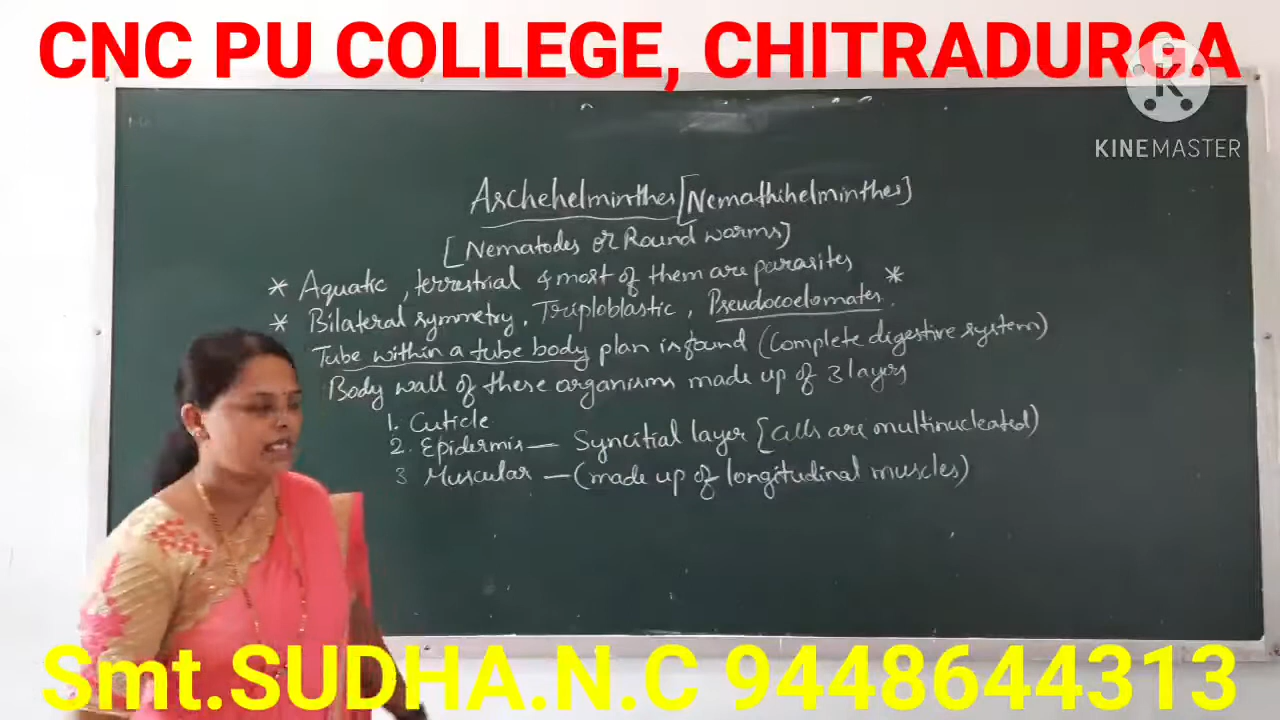 CNC PU COLLEGE, CHITRADURGA
KINEMASTER
Aschehelminthes [Nemathihelminthes]
[Nematodes or Round worms]
* Aquatic, terrestrial & most of them are parasites
* Bilateral symmetry, Triploblastic, Pseudocoelomates. *
Tube within a tube body plan is found (Complete digestive system)
Body wall of these organisms made up of 3 layers
1. Cuticle
2. Epidermis — Syncitial layer [cells are multinucleated)
3 Muscular — (made up of longitudinal muscles)
Smt.SUDHA.N.C 9448644313